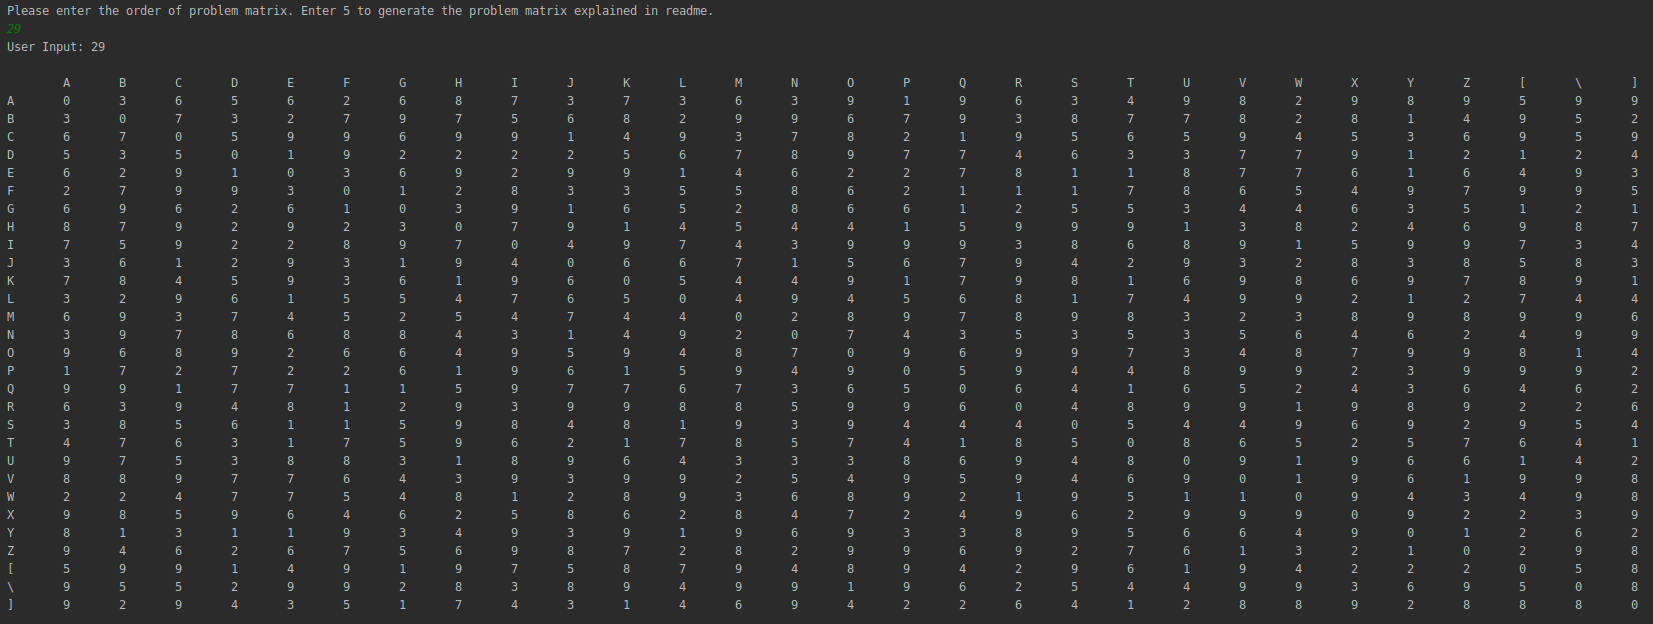 Please enter the order of problem matrix. Enter 5 to generate the problem matrix explained in readme.
29
User Input: 29
A B C D E F G H I J K L M N O P Q R S T U V W X Y Z [ \ ]
A 0 3 6 5 6 2 6 8 7 3 7 3 6 3 9 1 9 6 3 4 9 8 2 9 8 9 5 9 9
B 3 0 7 3 2 7 9 7 5 6 8 2 9 9 6 7 9 3 8 7 7 8 2 8 1 4 9 5 2
C 6 7 0 5 9 9 6 9 9 1 4 9 3 7 8 2 1 9 5 6 5 9 4 5 3 6 9 5 9
D 5 3 5 0 1 9 2 2 2 2 5 6 7 8 9 7 7 4 6 3 3 7 7 9 1 2 1 2 4
E 6 2 9 1 0 3 6 9 2 9 9 1 4 6 2 2 7 8 1 1 8 7 7 6 1 6 4 9 3
F 2 7 9 9 3 0 1 2 8 3 3 5 5 8 6 2 1 1 1 7 8 6 5 4 9 7 9 9 5
G 6 9 6 2 6 1 0 3 9 1 6 5 2 8 6 6 1 2 5 5 3 4 4 6 3 5 1 2 1
H 8 7 9 2 9 2 3 0 7 9 1 4 5 4 4 1 5 9 9 9 1 3 8 2 4 6 9 8 7
I 7 5 9 2 2 8 9 7 0 4 9 7 4 3 9 9 9 3 8 6 8 9 1 5 9 9 7 3 4
J 3 6 1 2 9 3 1 9 4 0 6 6 7 1 5 6 7 9 4 2 9 3 2 8 3 8 5 8 3
K 7 8 4 5 9 3 6 1 9 6 0 5 4 4 9 1 7 9 8 1 6 9 8 6 9 7 8 9 1
L 3 2 9 6 1 5 5 4 7 6 5 0 4 9 4 5 6 8 1 7 4 9 9 2 1 2 7 4 4
M 6 9 3 7 4 5 2 5 4 7 4 4 0 2 8 9 7 8 9 8 3 2 3 8 9 8 9 9 6
N 3 9 7 8 6 8 8 4 3 1 4 9 2 0 7 4 3 5 3 5 3 5 6 4 6 2 4 9 9
O 9 6 8 9 2 6 6 4 9 5 9 4 8 7 0 9 6 9 9 7 3 4 8 7 9 9 8 1 4
P 1 7 2 7 2 2 6 1 9 6 1 5 9 4 9 0 5 9 4 4 8 9 9 2 3 9 9 9 2
Q 9 9 1 7 7 1 1 5 9 7 7 6 7 3 6 5 0 6 4 1 6 5 2 4 3 6 4 6 2
R 6 3 9 4 8 1 2 9 3 9 9 8 8 5 9 9 6 0 4 8 9 9 1 9 8 9 2 2 6
S 3 8 5 6 1 1 5 9 8 4 8 1 9 3 9 4 4 4 0 5 4 4 9 6 9 2 9 5 4
T 4 7 6 3 1 7 5 9 6 2 1 7 8 5 7 4 1 8 5 0 8 6 5 2 5 7 6 4 1
U 9 7 5 3 8 8 3 1 8 9 6 4 3 3 3 8 6 9 4 8 0 9 1 9 6 6 1 4 2
V 8 8 9 7 7 6 4 3 9 3 9 9 2 5 4 9 5 9 4 6 9 0 1 9 6 1 9 9 8
W 2 2 4 7 7 5 4 8 1 2 8 9 3 6 8 9 2 1 9 5 1 1 0 9 4 3 4 9 8
X 9 8 5 9 6 4 6 2 5 8 6 2 8 4 7 2 4 9 6 2 9 9 9 0 9 2 2 3 9
Y 8 1 3 1 1 9 3 4 9 3 9 1 9 6 9 3 3 8 9 5 6 6 4 9 0 1 2 6 2
Z 9 4 6 2 6 7 5 6 9 8 7 2 8 2 9 9 6 9 2 7 6 1 3 2 1 0 2 9 8
[ 5 9 9 1 4 9 1 9 7 5 8 7 9 4 8 9 4 2 9 6 1 9 4 2 2 2 0 5 8
\ 9 5 5 2 9 9 2 8 3 8 9 4 9 9 1 9 6 2 5 4 4 9 9 3 6 9 5 0 8
] 9 2 9 4 3 5 1 7 4 3 1 4 6 9 4 2 2 6 4 1 2 8 8 9 2 8 8 8 0